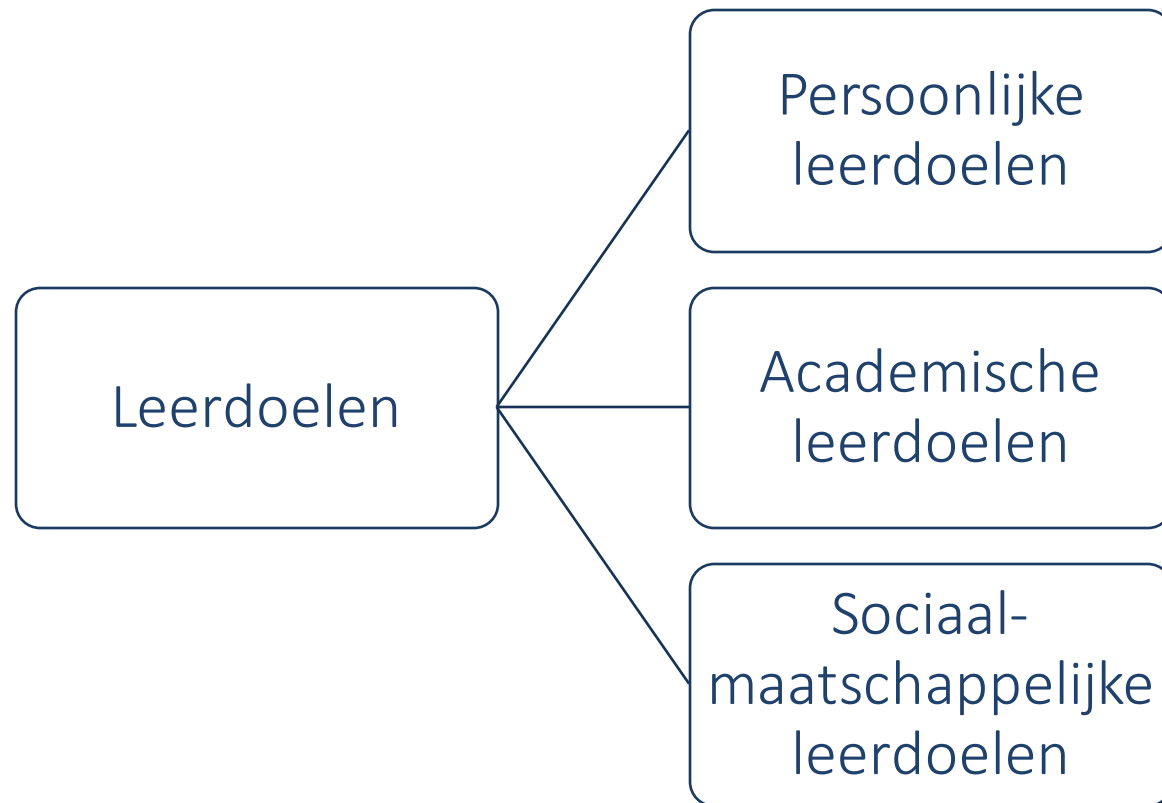 Leerdoelen
Persoonlijke
leerdoelen
Academische
leerdoelen
Sociaal-
maatschappelijke
leerdoelen